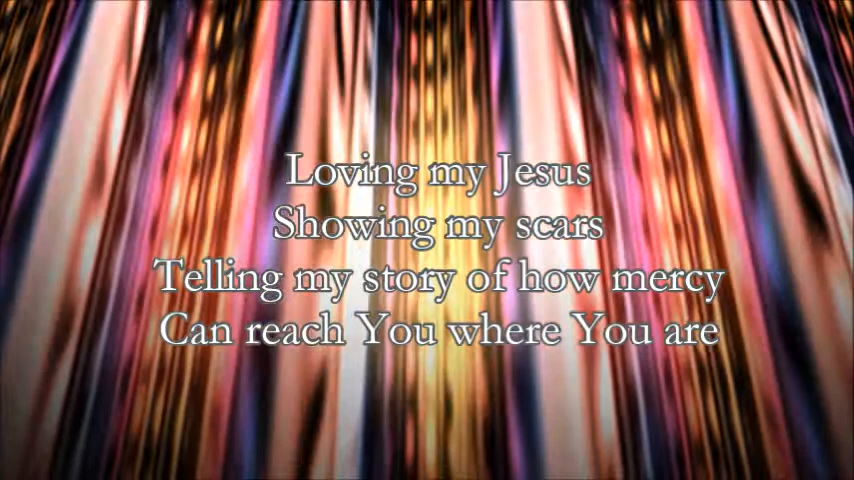 Loving my Jesus
Showing my scars
Telling my story of how mercy
Can reach You where You are